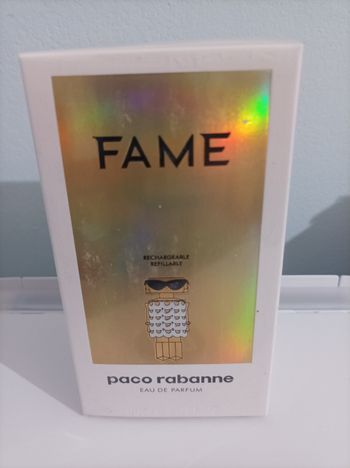 FAME
RECHARGEABLE
REFILLABLE
paco rabanne
EAU DE PARFUM